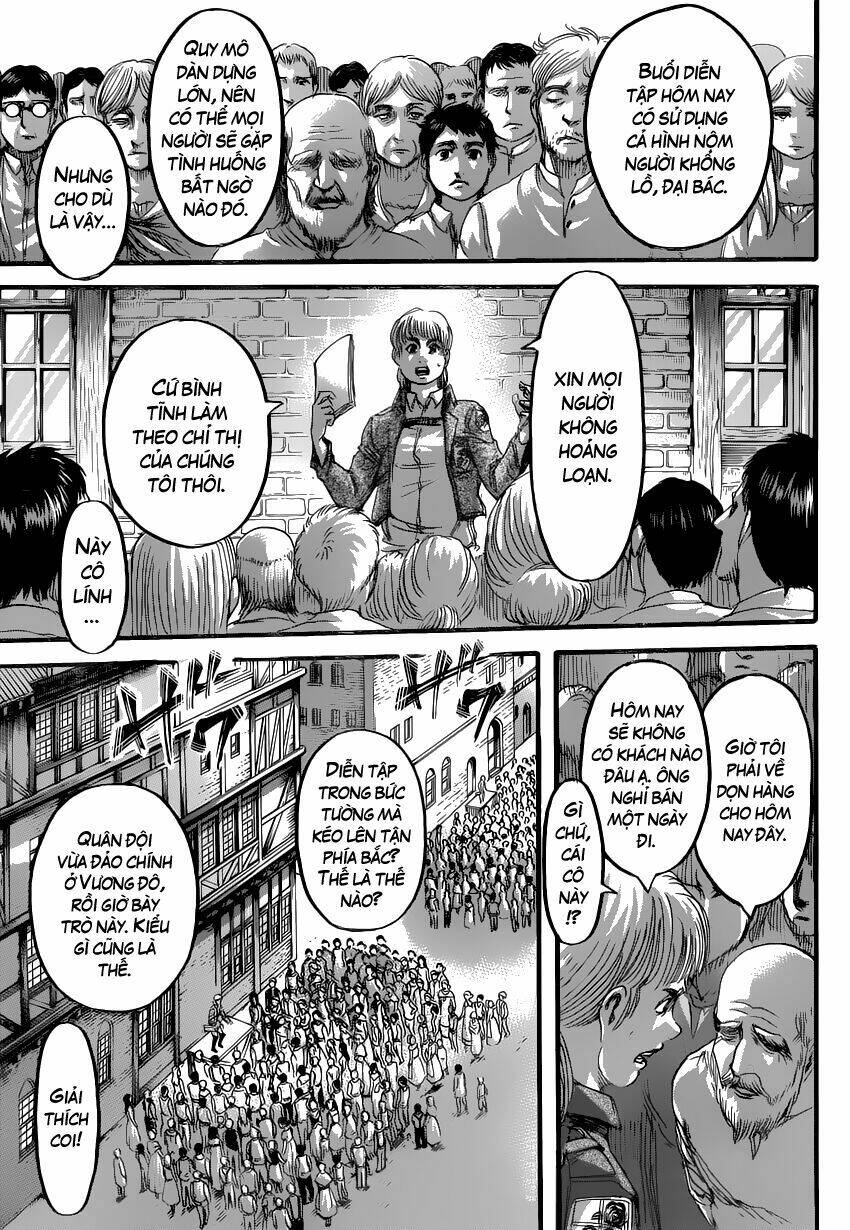 BUỔI DIỄN
TẬP HÔM NAY
CÓ SỬ DỤNG
CẢ HÌNH NỘM
NGƯỜI KHỔNG
LỒ, ĐẠI BÁC.
QUY MÔ
DÀN DỰNG
LỚN, NÊN
CÓ THỂ MỌI
NGƯỜI SẼ GẶP
TÌNH HUỐNG
BẤT NGỜ
NÀO ĐÓ.
NHƯNG
CHO DÙ
LÀ VẬY...
XIN MỌI
NGƯỜI
KHÔNG
HOẢNG
LOẠN.
CỨ BÌNH
TĨNH LÀM
THEO CHỈ THỊ
CỦA CHÚNG
TÔI THÔI.
NÀY
CÔ
LÍNH
...
GIỜ TÔI
PHẢI VỀ
DỌN HÀNG
CHO HÔM
NAY ĐÂY.
HÔM NAY
SẼ KHÔNG
CÓ KHÁCH NÀO
ĐÂU Ạ. ÔNG
NGHỈ BÁN
MỘT NGÀY
ĐI.
GÌ
CHỨ,
CÁI
CÔ
NÀY
!?
DIỄN TẬP
TRONG BỨC
TƯỜNG MÀ
KÉO LÊN TẬN
PHÍA BẮC?
THẾ LÀ THẾ
NÀO?
QUÂN ĐỘI
VỪA ĐẢO CHÍNH
Ở VƯƠNG ĐÔ,
RỒI GIỜ BÀY
TRÒ NÀY. KIỂU
GÌ CŨNG LÀ
THẾ.
GIẢI
THÍCH
COI!